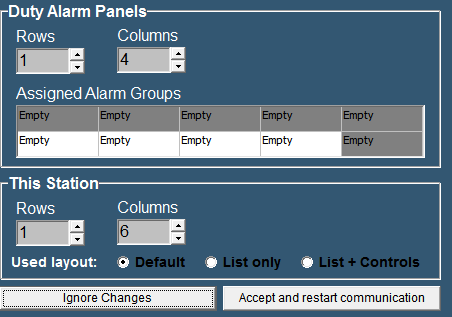 Duty Alarm Panels
Rows Columns
1 4
Assigned Alarm Groups
Empty Empty Empty Empty Empty
Empty Empty Empty Empty Empty
This Station
Rows Columns
1 6
Used layout: Default List only List + Controls
Ignore Changes Accept and restart communication